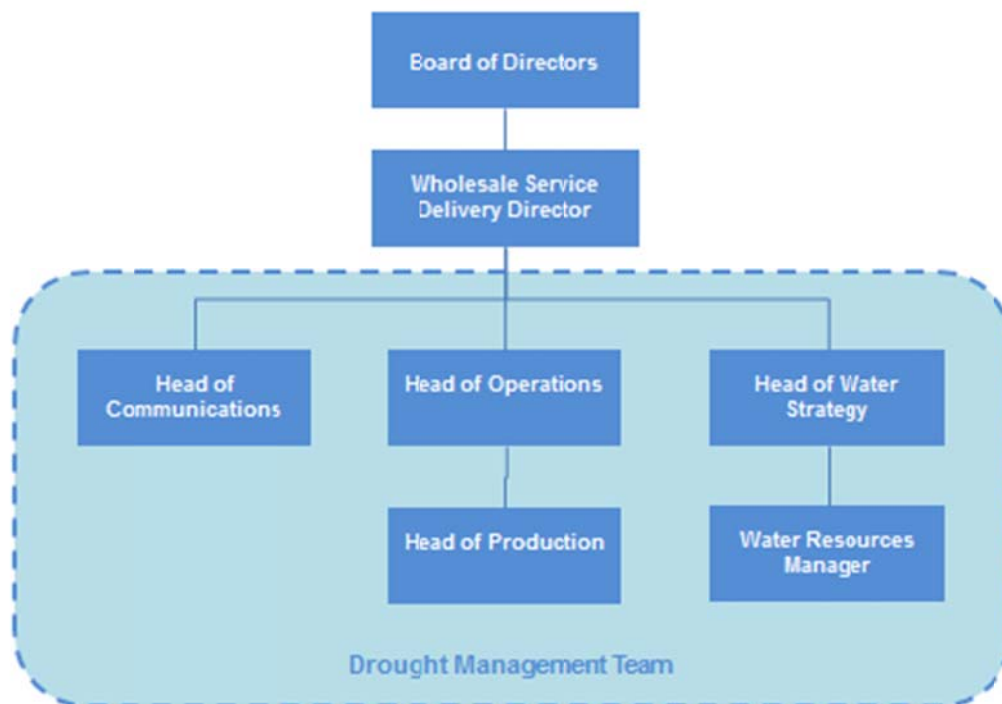 Board of Directors
Wholesale Service
Delivery Director
Head of
Communications
Head of Operations
Head of Water
Strategy
Head of Production
Water Resources
Manager
Drought Management Team